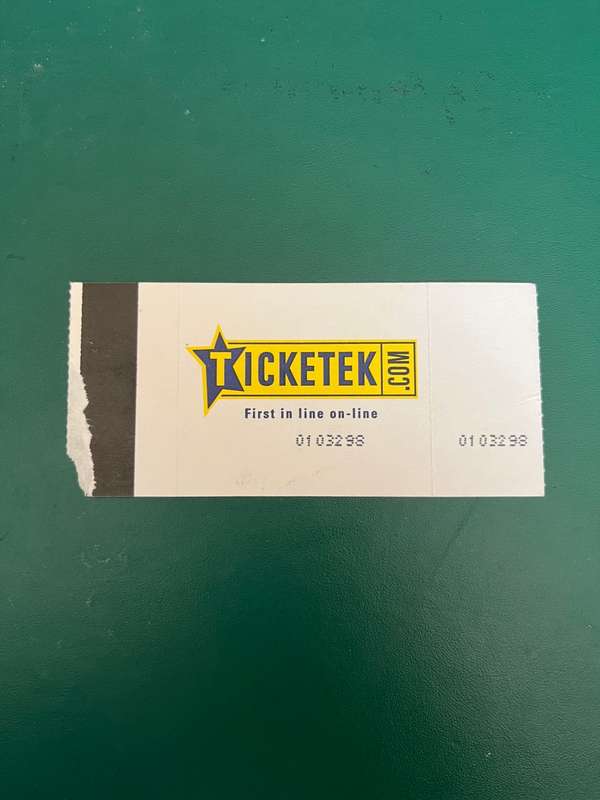 TICKETEK .COM
First in line on-line
0103298 0103298